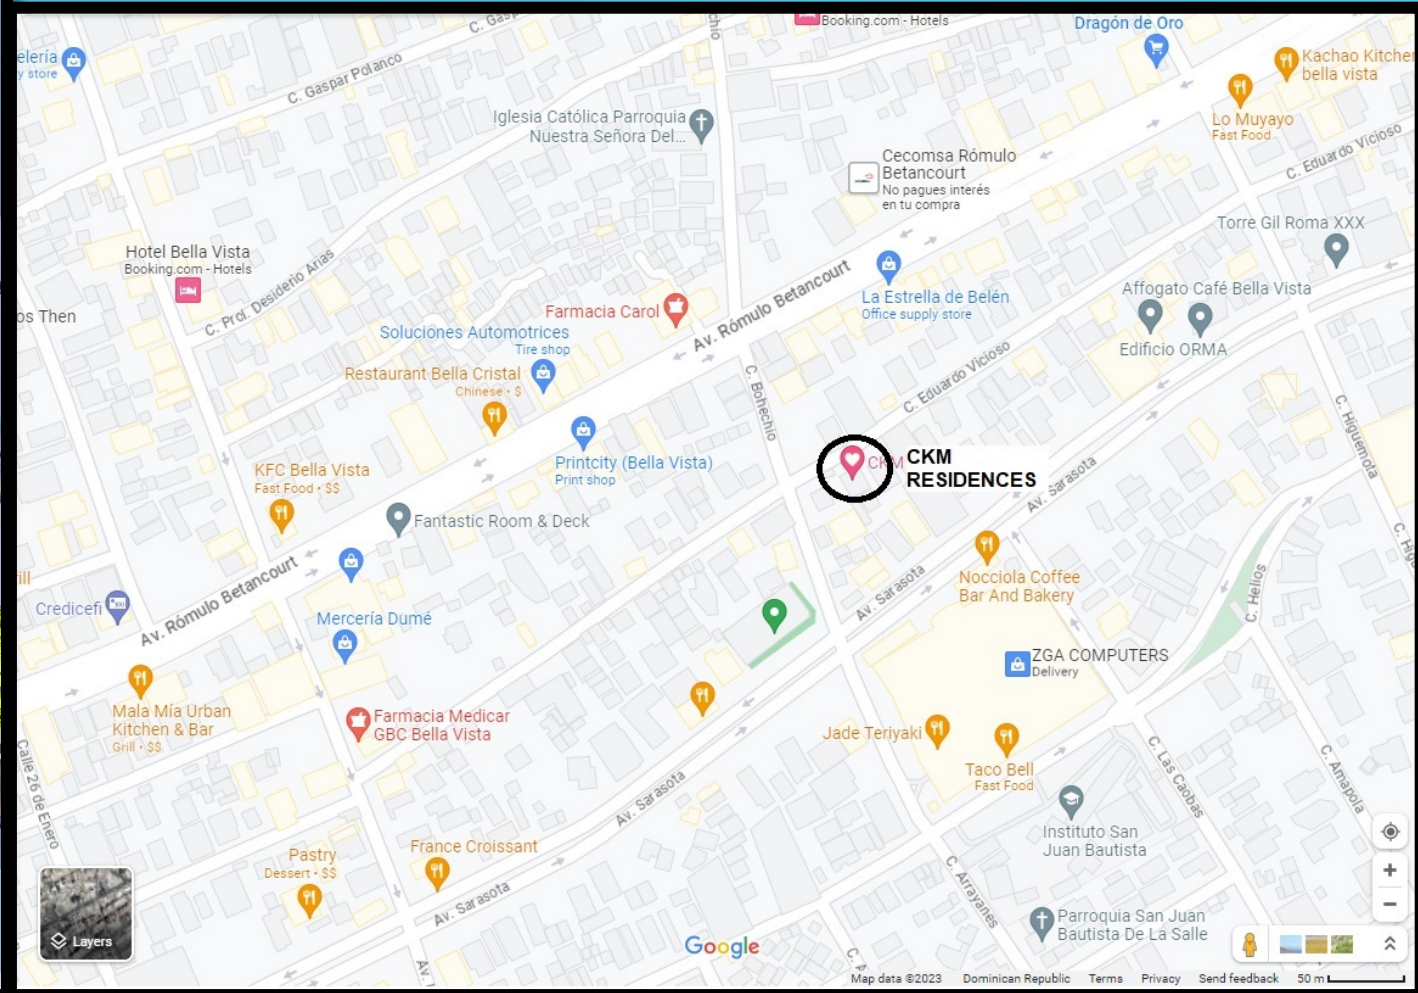 C. Gaspar Polanco
Booking.com - Hotels
Dragón de Oro
elería
y store
Kachao Kitchen
bella vista
Iglesia Católica Parroquia
Nuestra Señora Del...
Lo Muyayo
Fast Food
C. Eduardo Vicioso
Cecomsa Rómulo
Betancourt
No pagues interés
en tu compra
Torre Gil Roma XXX
Hotel Bella Vista
Booking.com - Hotels
C. Prol. Desiderio Arias
os Then
Affogato Café Bella Vista
La Estrella de Belén
Office supply store
Farmacia Carol
Av. Rómulo Betancourt
Soluciones Automotrices
Tire shop
Edificio ORMA
Restaurant Bella Cristal
Chinese • $
C. Eduardo Vicioso
C. Bohechio
C. Higuemota
CKM
CKM
RESIDENCES
KFC Bella Vista
Fast Food • $$
Printcity (Bella Vista)
Print shop
Av. Sarasota
Fantastic Room & Deck
ill
Credicefi
Av. Rómulo Betancourt
Mercería Dumé
Av. Sarasota
Nocciola Coffee
Bar And Bakery
C. Helios
ZGA COMPUTERS
Delivery
Mala Mía Urban
Kitchen & Bar
Grill • $$
Farmacia Medicar
GBC Bella Vista
Jade Teriyaki
Taco Bell
Fast Food
Calle 26 de Enero
Av. Sarasota
C. Las Caobas
C. Amapola
Instituto San
Juan Bautista
Pastry
Dessert • $$
France Croissant
Av. Sarasota
C. Arrayanes
Parroquia San Juan
Bautista De La Salle
Layers
Google
Av.
Map data ©2023 Dominican Republic Terms Privacy Send feedback 50 m